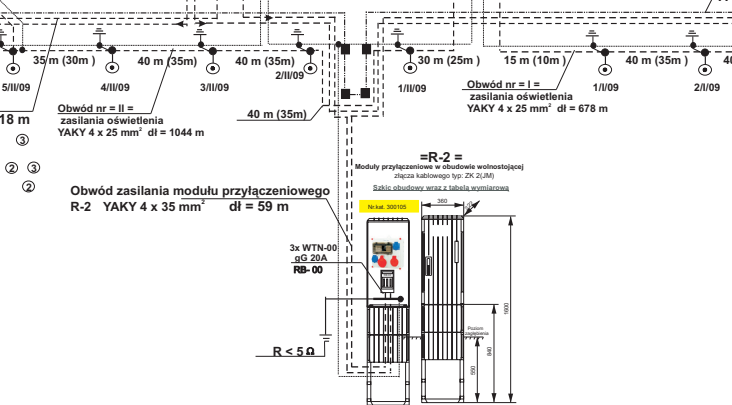 35 m (30m )
40 m (35m)
40 m (35m)
30 m (25m )
15 m (10m )
40 m (35m)
5/II/09
4/II/09
3/II/09
2/II/09
1/II/09
1/I/09
2/I/09
18 m
Obwód nr = II =
zasilania oświetlenia
YAKY 4 x 25 mm² dł = 1044 m
40 m (35m)
Obwód nr = I =
zasilania oświetlenia
YAKY 4 x 25 mm² dł = 678 m
3
2 3
2
=R-2 =
Moduły przyłączeniowe w obudowie wolnostojącej
złącza kablowego typ: ZK 2(JM)
Szkic obudowy wraz z tabelą wymiarową
Obwód zasilania modułu przyłączeniowego
R-2 YAKY 4 x 35 mm² dł = 59 m
Nr.kat. 300105
360
3x WTN-00
gG 20A
RB- 00
1600
Poziom
zagłębienia
840
550
R < 5 Ω